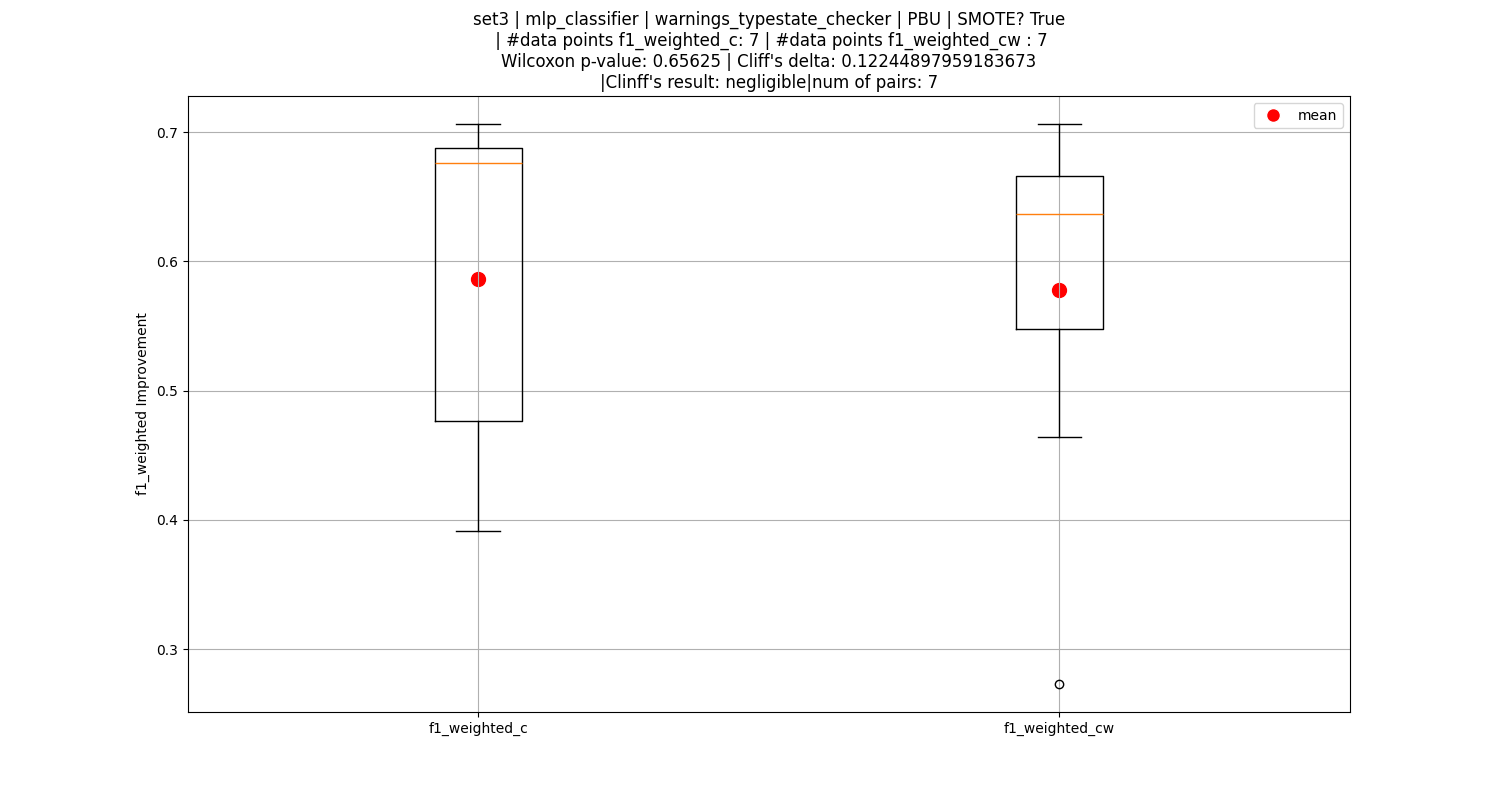 set3 | mlp_classifier | warnings_typestate_checker | PBU | SMOTE? True
| #data points f1_weighted_c: 7 | #data points f1_weighted_cw : 7
Wilcoxon p-value: 0.65625 | Cliff's delta: 0.12244897959183673
|Clinff's result: negligible|num of pairs: 7
mean
0.7
0.6
0.5
0.4
0.3
f1_weighted Improvement
f1_weighted_c
f1_weighted_cw